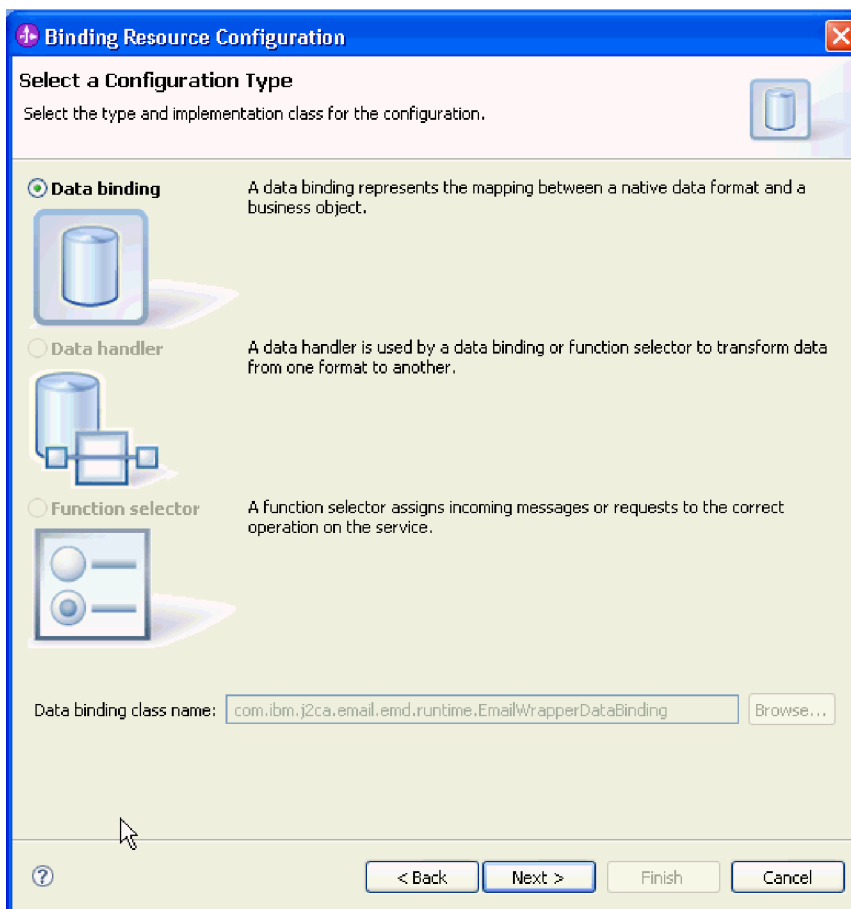 Binding Resource Configuration
Select a Configuration Type
Select the type and implementation class for the configuration.
Data binding
A data binding represents the mapping between a native data format and a
business object.
Data handler
A data handler is used by a data binding or function selector to transform data
from one format to another.
Function selector
A function selector assigns incoming messages or requests to the correct
operation on the service.
Data binding class name: com.ibm.j2ca.email.emd.runtime.EmailWrapperDataBinding Browse...
? < Back Next > Finish Cancel